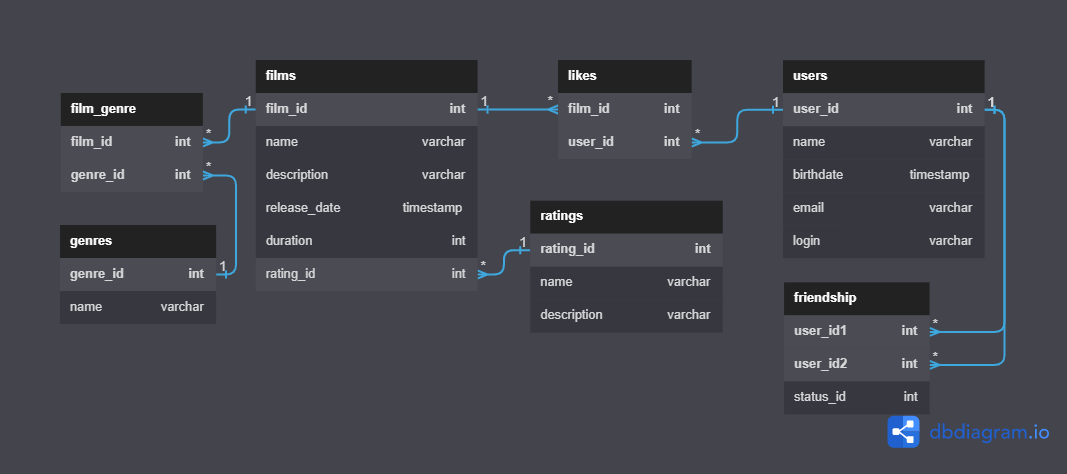 film_genre
film_id int
genre_id int
genres
genre_id int
name varchar
films
film_id int
name varchar
description varchar
release_date timestamp
duration int
rating_id int
likes
film_id int
user_id int
ratings
rating_id int
name varchar
description varchar
users
user_id int
name varchar
birthdate timestamp
email varchar
login varchar
friendship
user_id1 int
user_id2 int
status_id int
1
*
*
1
1
*
*
1
1
*
1
*
*
dbdiagram.io